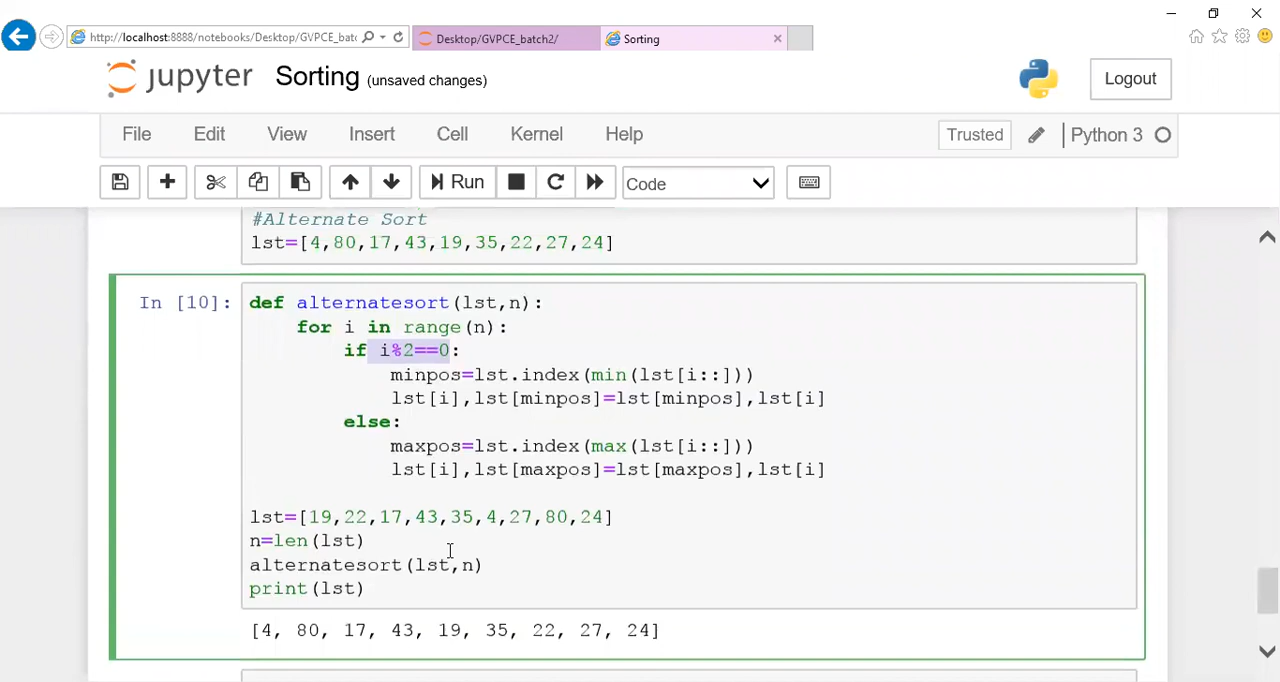 http://localhost:8888/notebooks/Desktop/GVPCE_batc
Desktop/GVPCE_batch2/
Sorting
jupyter
Sorting (unsaved changes)
Logout
File Edit View Insert Cell Kernel Help
Trusted
Python 3
Run
Code
#Alternate Sort
lst=[4,80,17,43,19,35,22,27,24]
In [10]:
def alternatesort(lst,n):
    for i in range(n):
        if i%2==0:
            minpos=lst.index(min(lst[i::]))
            lst[i],lst[minpos]=lst[minpos],lst[i]
        else:
            maxpos=lst.index(max(lst[i::]))
            lst[i],lst[maxpos]=lst[maxpos],lst[i]
lst=[19,22,17,43,35,4,27,80,24]
n=len(lst)
alternatesort(lst,n)
print(lst)
[4, 80, 17, 43, 19, 35, 22, 27, 24]